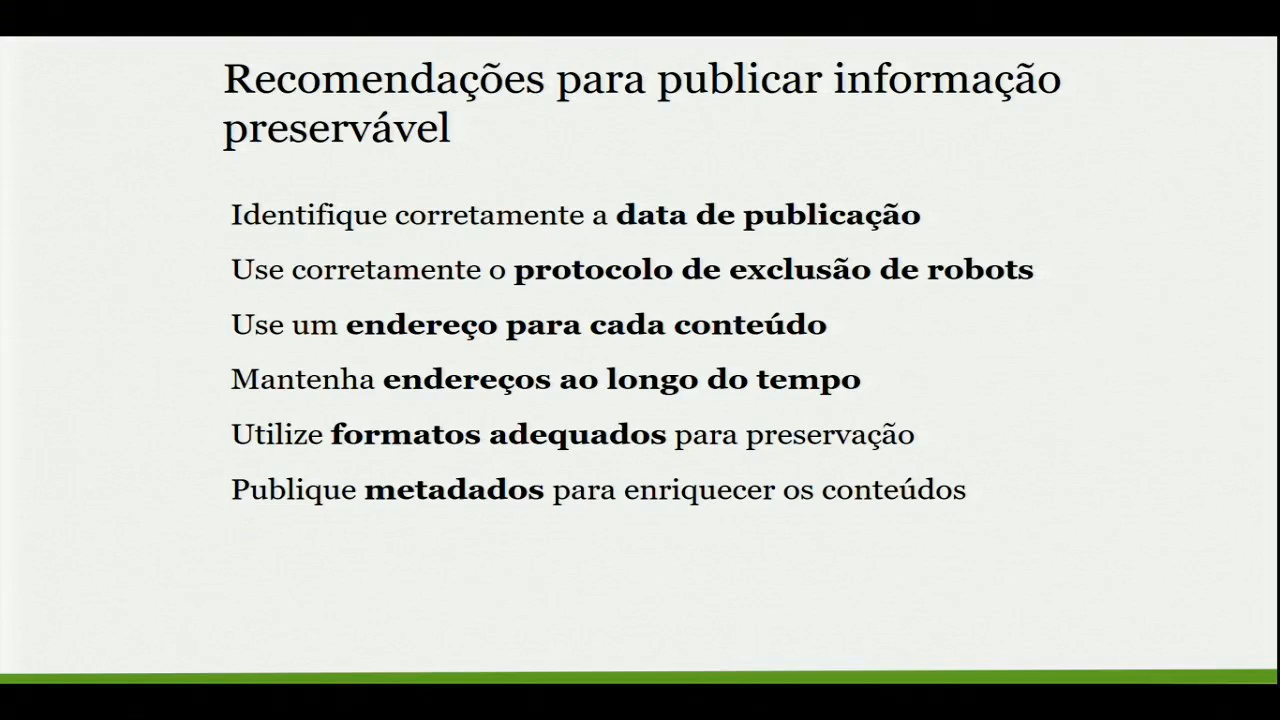 Recomendações para publicar informação
preservável
Identifique corretamente a data de publicação
Use corretamente o protocolo de exclusão de robots
Use um endereço para cada conteúdo
Mantenha endereços ao longo do tempo
Utilize formatos adequados para preservação
Publique metadados para enriquecer os conteúdos